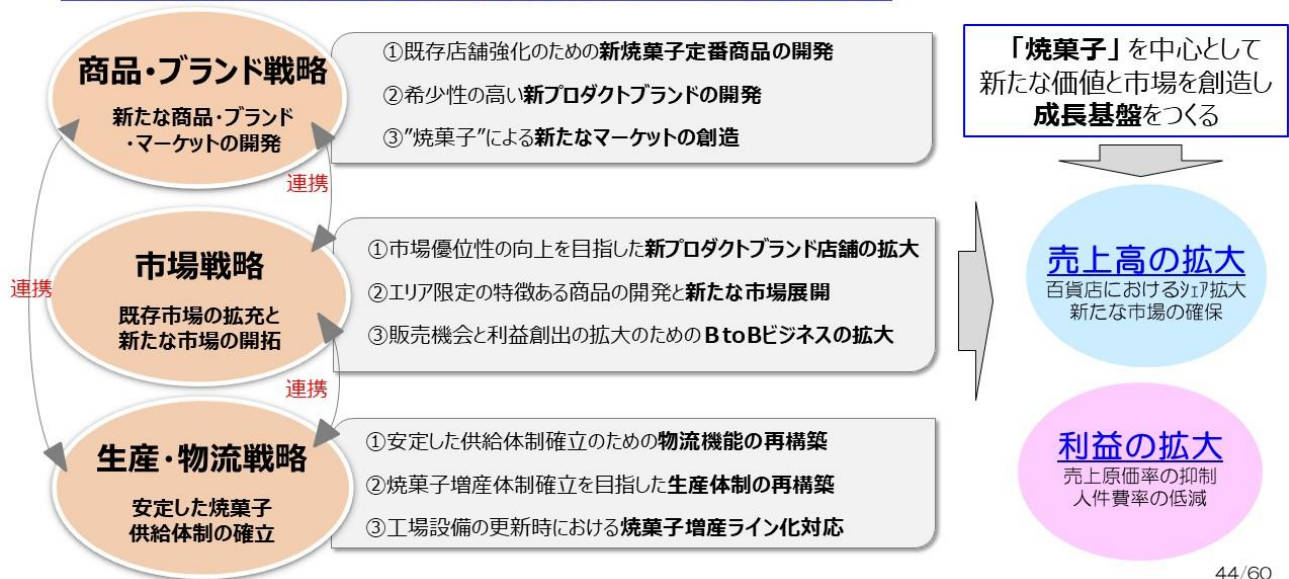 商品・ブランド戦略
新たな商品・ブランド
・マーケットの開発
①既存店舗強化のための新焼菓子定番商品の開発
②希少性の高い新プロダクトブランドの開発
③”焼菓子”による新たなマーケットの創造
「焼菓子」を中心として
新たな価値と市場を創造し
成長基盤をつくる
連携
市場戦略
既存市場の拡充と
新たな市場の開拓
①市場優位性の向上を目指した新プロダクトブランド店舗の拡大
②エリア限定の特徴ある商品の開発と新たな市場展開
③販売機会と利益創出の拡大のためのBtoBビジネスの拡大
売上高の拡大
百貨店におけるシェア拡大
新たな市場の確保
連携
連携
生産・物流戦略
安定した焼菓子
供給体制の確立
①安定した供給体制確立のための物流機能の再構築
②焼菓子増産体制確立を目指した生産体制の再構築
③工場設備の更新時における焼菓子増産ライン化対応
利益の拡大
売上原価率の抑制
人件費率の低減
44/60